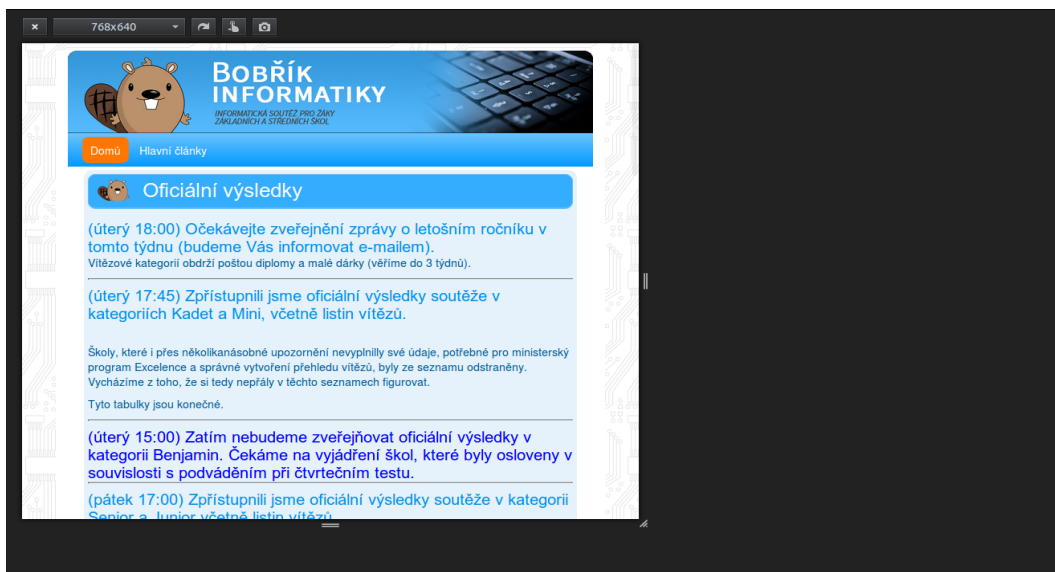 ×
768x640
BOBŘÍK
INFORMATIKY
INFORMATICKÁ SOUTĚŽ PRO ŽÁKY
ZÁKLADNÍCH A STŘEDNÍCH ŠKOL
Domů Hlavní články
Oficiální výsledky
(úterý 18:00) Očekávejte zveřejnění zprávy o letošním ročníku v
tomto týdnu (budeme Vás informovat e-mailem).
Vítězové kategorií obdrží poštou diplomy a malé dárky (věříme do 3 týdnů).
(úterý 17:45) Zpřístupnili jsme oficiální výsledky soutěže v
kategoriích Kadet a Mini, včetně listin vítězů.
Školy, které i přes několikanásobné upozornění nevyplnilly své údaje, potřebné pro ministerský
program Excelence a správné vytvoření přehledu vítězů, byly ze seznamu odstraněny.
Vycházíme z toho, že si tedy nepřály v těchto seznamech figurovat.
Tyto tabulky jsou konečné.
(úterý 15:00) Zatím nebudeme zveřejňovat oficiální výsledky v
kategorii Benjamin. Čekáme na vyjádření škol, které byly osloveny v
souvislosti s podváděním při čtvrtečním testu.
(pátek 17:00) Zpřístupnili jsme oficiální výsledky soutěže v kategorii
Senior a Junior včetně listin vítězů